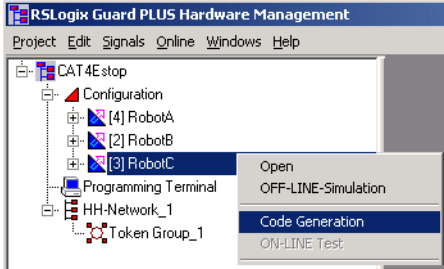 RSLogix Guard PLUS Hardware Management
Project Edit Signals Online Windows Help
CAT4Estop
Configuration
[4] RobotA
[2] RobotB
[3] RobotC
Open
OFF-LINE-Simulation
Code Generation
ON-LINE Test
Programming Terminal
HH-Network_1
Token Group_1